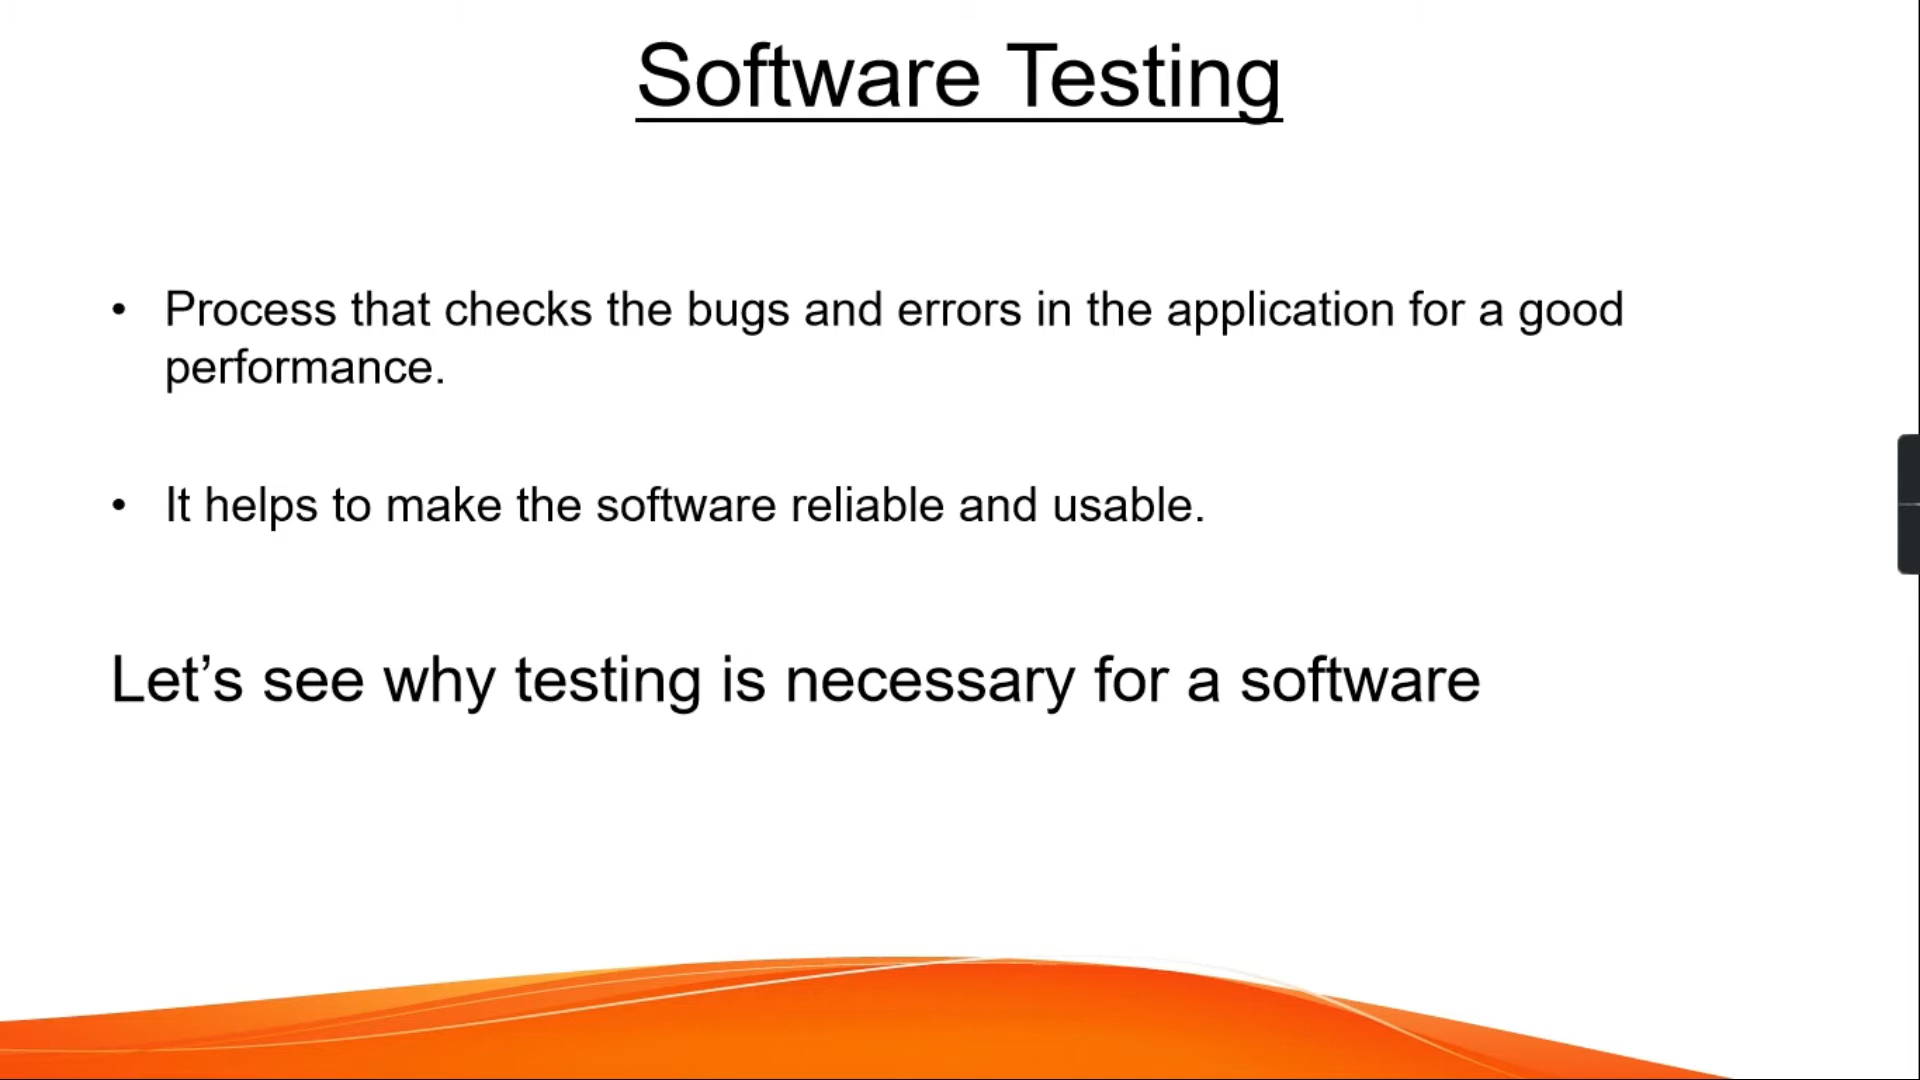 Software Testing
• Process that checks the bugs and errors in the application for a good
performance.
• It helps to make the software reliable and usable.
Let’s see why testing is necessary for a software